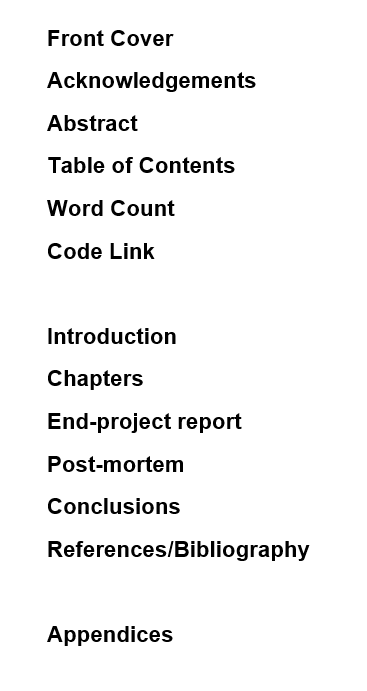 Front Cover
Acknowledgements
Abstract
Table of Contents
Word Count
Code Link
Introduction
Chapters
End-project report
Post-mortem
Conclusions
References/Bibliography
Appendices